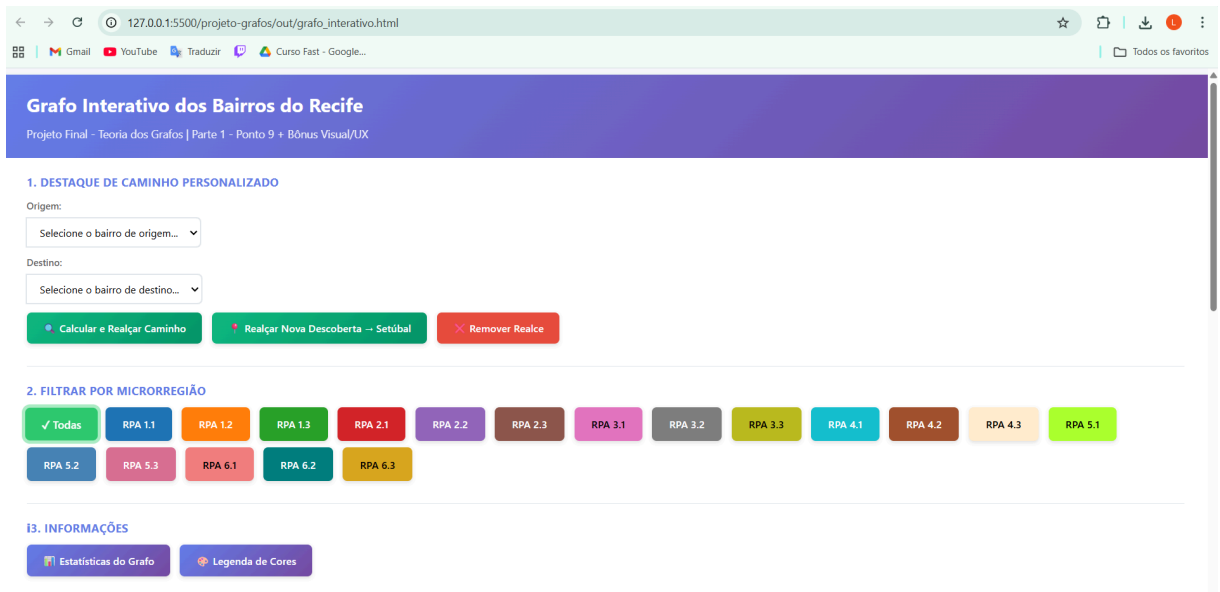 127.0.0.1:5500/projeto-grafos/out/grafo_interativo.html
L
Gmail YouTube Traduzir Curso Fast - Google... Todos os favoritos
Grafo Interativo dos Bairros do Recife
Projeto Final - Teoria dos Grafos | Parte 1 - Ponto 9 + Bônus Visual/UX
1. DESTAQUE DE CAMINHO PERSONALIZADO
Origem:
Selecione o bairro de origem...
Destino:
Selecione o bairro de destino...
Calcular e Realçar Caminho Realçar Nova Descoberta → Setúbal Remover Realce
2. FILTRAR POR MICRORREGIÃO
✓ Todas RPA 1.1 RPA 1.2 RPA 1.3 RPA 2.1 RPA 2.2 RPA 2.3 RPA 3.1 RPA 3.2 RPA 3.3 RPA 4.1 RPA 4.2 RPA 4.3 RPA 5.1
RPA 5.2 RPA 5.3 RPA 6.1 RPA 6.2 RPA 6.3
ℹ3. INFORMAÇÕES
Estatísticas do Grafo Legenda de Cores